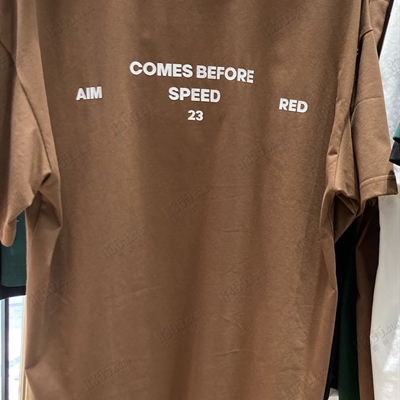 COMES BEFORE
AIM SPEED RED
23